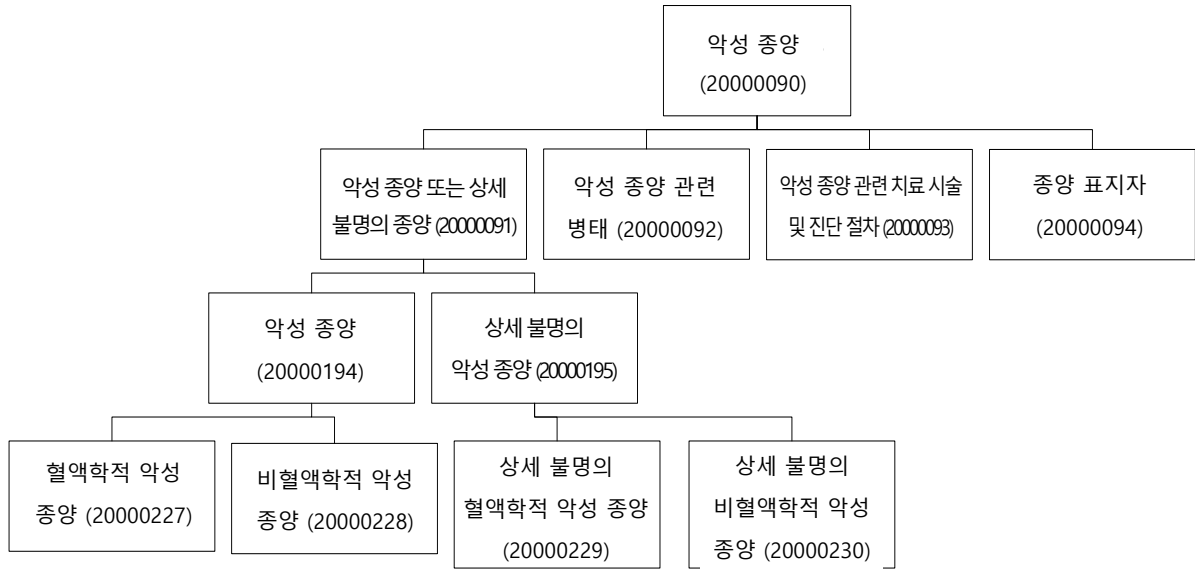 악성 종양
(20000090)
악성 종양 또는 상세
불명의 종양 (20000091)
악성 종양 관련
병태 (20000092)
악성 종양 관련 치료 시술
및 진단 절차 (20000093)
종양 표지자
(20000094)
악성 종양
(20000194)
상세 불명의
악성 종양 (20000195)
혈액학적 악성
종양 (20000227)
비혈액학적 악성
종양 (20000228)
상세 불명의
혈액학적 악성 종양
(20000229)
상세 불명의
비혈액학적 악성
종양 (20000230)